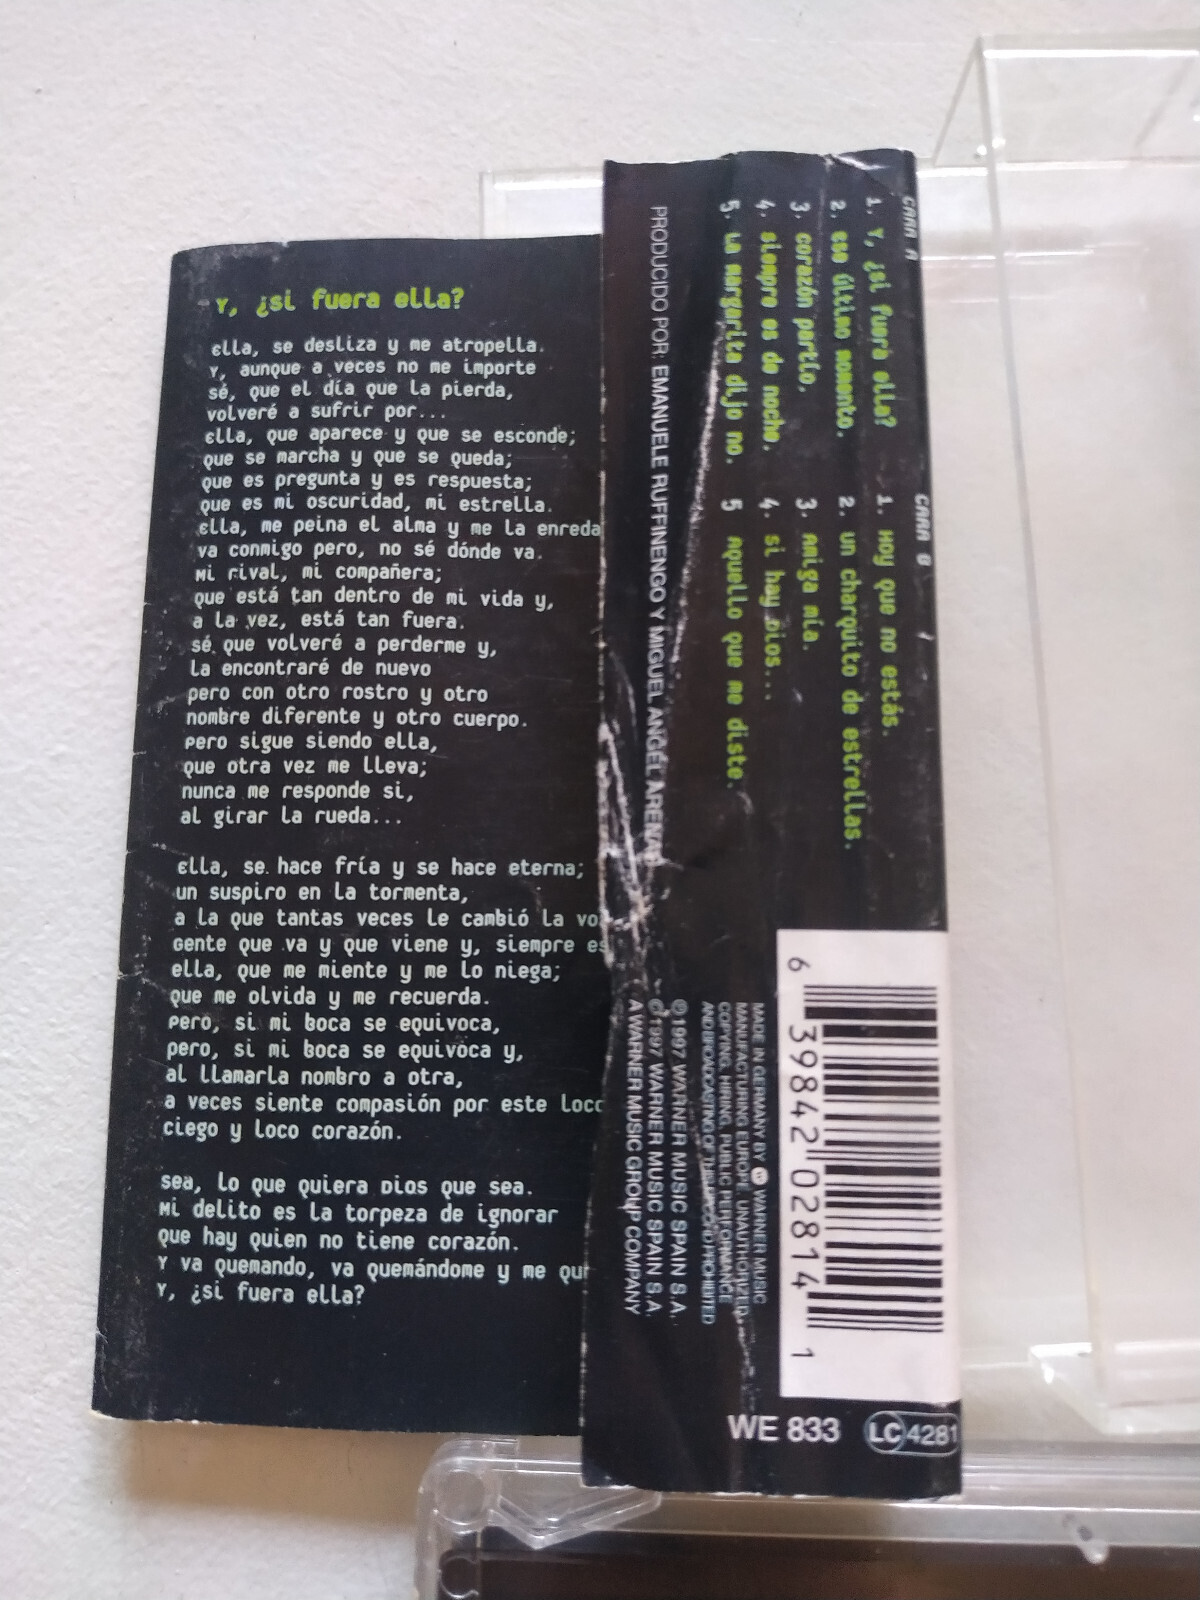 Y, ¿si fuera ella?
ella, se desliza y me atropella.
Y, aunque a veces no me importe
sé, que el día que la pierda,
volveré a sufrir por...
ella, que aparece y que se esconde;
que se marcha y que se queda;
que es pregunta y es respuesta;
que es mi oscuridad, mi estrella.
ella, me peina el alma y me la enreda
va conmigo pero, no sé dónde va.
Mi rival, mi compañera;
que está tan dentro de mi vida y,
a la vez, está tan fuera.
sé que volveré a perderme y,
la encontraré de nuevo
pero con otro rostro y otro
nombre diferente y otro cuerpo.
pero sigue siendo ella,
que otra vez me lleva;
nunca me responde si,
al girar la rueda...
ella, se hace fría y se hace eterna;
un suspiro en la tormenta,
a la que tantas veces le cambió la vo
Gente que va y que viene y, siempre es
ella, que me miente y me lo niega;
que me olvida y me recuerda.
Pero, si mi boca se equivoca,
pero, si mi boca se equivoca y,
al llamarla nombro a otra,
a veces siente compasión por este loco
ciego y loco corazón.
sea, lo que quiera Dios que sea.
Mi delito es la torpeza de ignorar
que hay quien no tiene corazón.
Y va quemando, va quemándome y me qu
Y, ¿si fuera ella?
CARA A
1. Y, ¿si fuera ella?
2. ese último momento.
3. corazón partío.
4. siempre es de noche.
5. La margarita dijo no.
CARA B
1. Hoy que no estás.
2. un charquito de estrellas.
3. Amiga mía.
4. si hay Dios...
5 Aquello que me diste.
PRODUCIDO POR: EMANUELE RUFFINENGO Y MIGUEL ANGEL ARENAS
6 39842 02814 1
MADE IN GERMANY BY WARNER MUSIC
MANUFACTURING EUROPE. UNAUTHORIZED
COPYING, HIRING, PUBLIC PERFORMANCE
AND BROADCASTING OF THIS RECORD PROHIBITED
℗ 1997 WARNER MUSIC SPAIN S.A.
© 1997 WARNER MUSIC SPAIN S.A.
A WARNER MUSIC GROUP COMPANY
WE 833
LC 4281